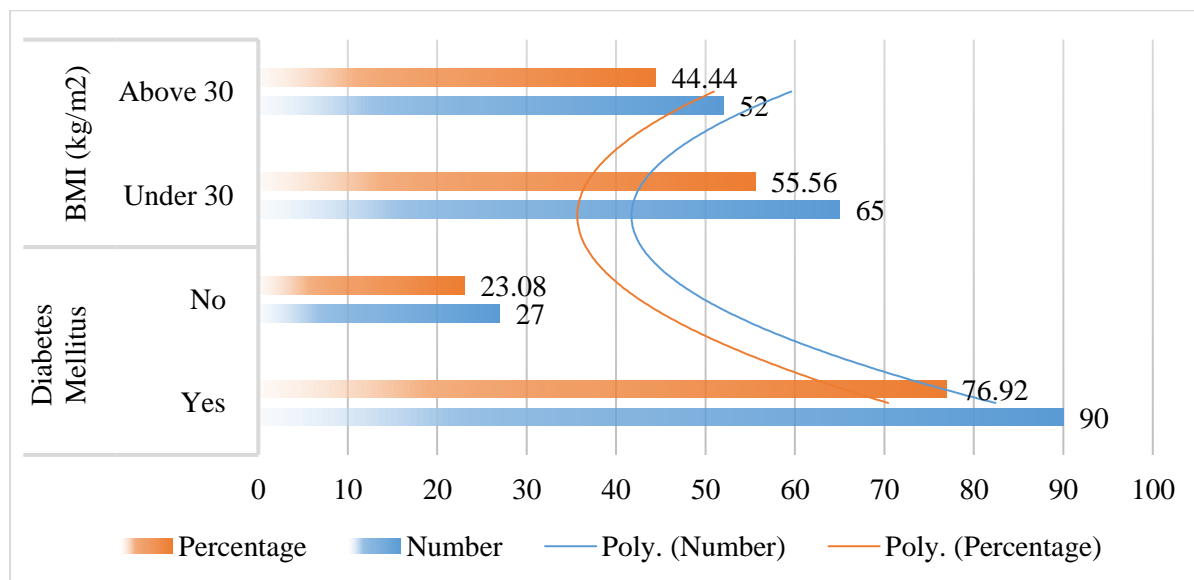 BMI (kg/m2)
Above 30
44.44
52
Under 30
55.56
65
Diabetes
Mellitus
No
23.08
27
Yes
76.92
90
0 10 20 30 40 50 60 70 80 90 100
Percentage Number Poly. (Number) Poly. (Percentage)